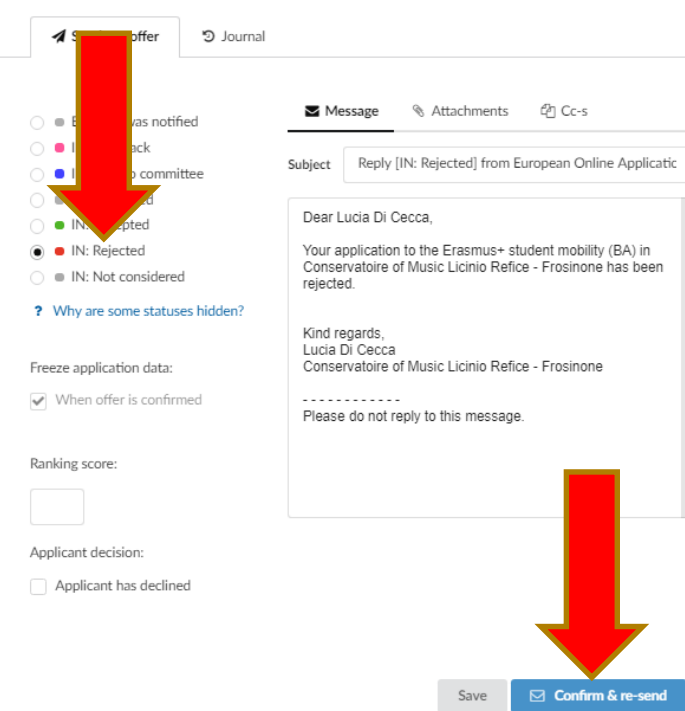 offer
Journal
was notified
ack
committee
IN: Rejected
IN: Not considered
? Why are some statuses hidden?
Freeze application data:
When offer is confirmed
Ranking score:
Applicant decision:
Applicant has declined
Message
Attachments
Cc-s
Subject
Reply [IN: Rejected] from European Online Applicatic
Dear Lucia Di Cecca,
Your application to the Erasmus+ student mobility (BA) in
Conservatoire of Music Licinio Refice - Frosinone has been
rejected.
Kind regards,
Lucia Di Cecca
Conservatoire of Music Licinio Refice - Frosinone
- - - - - - - - - - - -
Please do not reply to this message.
Save
Confirm & re-send